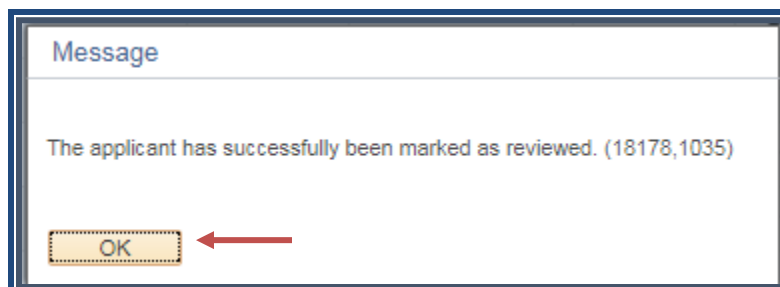 Message
The applicant has successfully been marked as reviewed. (18178,1035)
OK